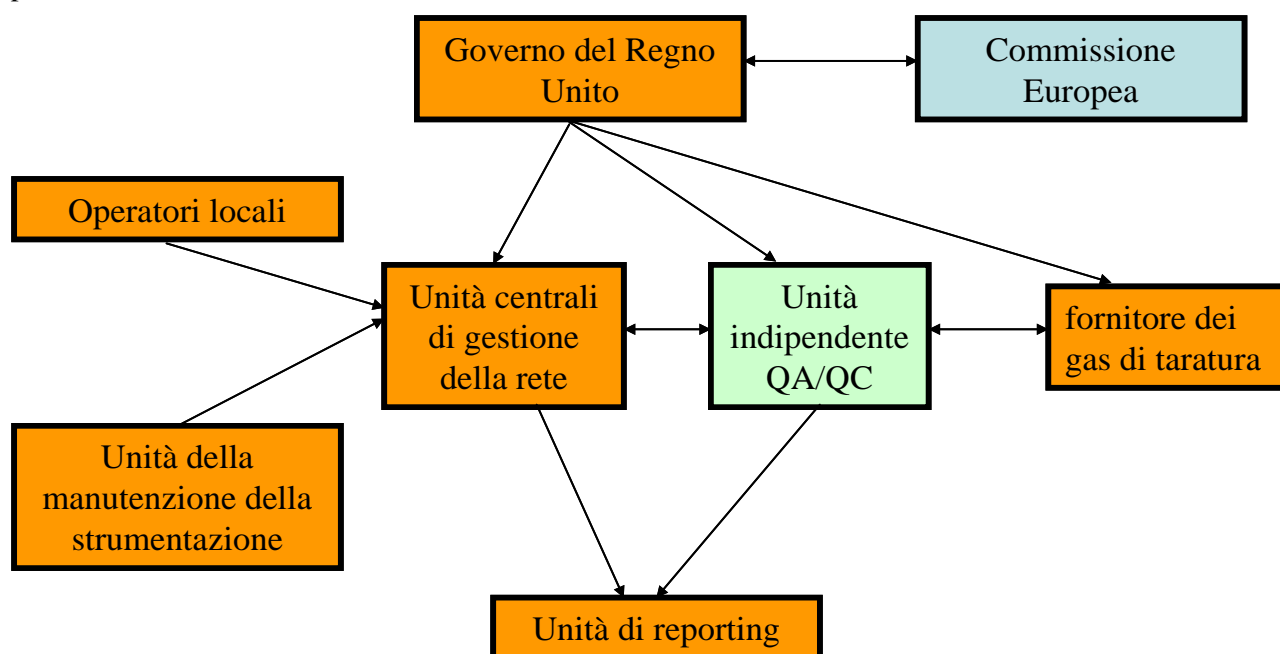 Governo del Regno
Unito
Commissione
Europea
Operatori locali
Unità centrali
di gestione
della rete
Unità
indipendente
QA/QC
fornitore dei
gas di taratura
Unità della
manutenzione della
strumentazione
Unità di reporting